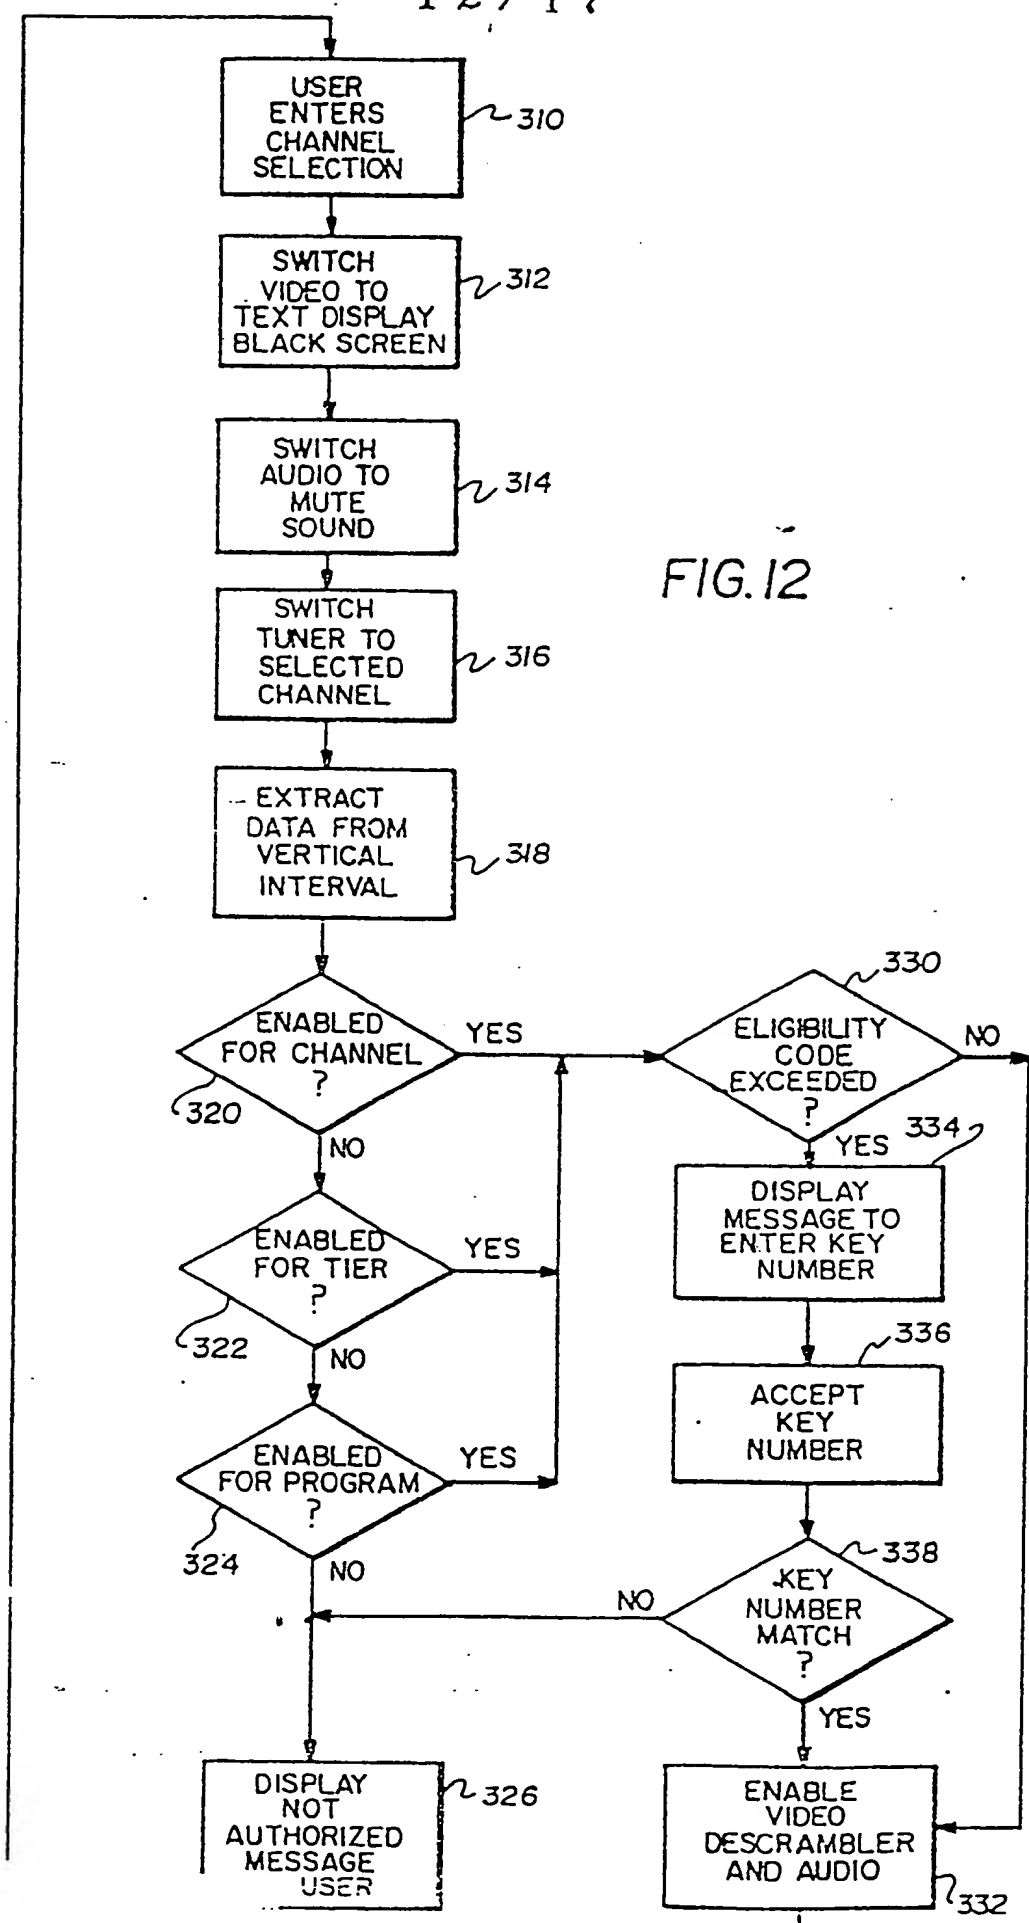 12/17
USER
ENTERS
CHANNEL
SELECTION
310
SWITCH
VIDEO TO
TEXT DISPLAY
BLACK SCREEN
312
SWITCH
AUDIO TO
MUTE
SOUND
314
FIG.12
SWITCH
TUNER TO
SELECTED
CHANNEL
316
EXTRACT
DATA FROM
VERTICAL
INTERVAL
318
ENABLED
FOR CHANNEL
?
320
YES
NO
ELIGIBILITY
CODE
EXCEEDED
?
330
NO
YES
334
DISPLAY
MESSAGE TO
ENTER KEY
NUMBER
ENABLED
FOR TIER
?
322
YES
NO
336
ACCEPT
KEY
NUMBER
ENABLED
FOR PROGRAM
?
324
YES
NO
338
KEY
NUMBER
MATCH
?
NO
YES
DISPLAY
NOT
AUTHORIZED
MESSAGE
USER
326
ENABLE
VIDEO
DESCRAMBLER
AND AUDIO
332